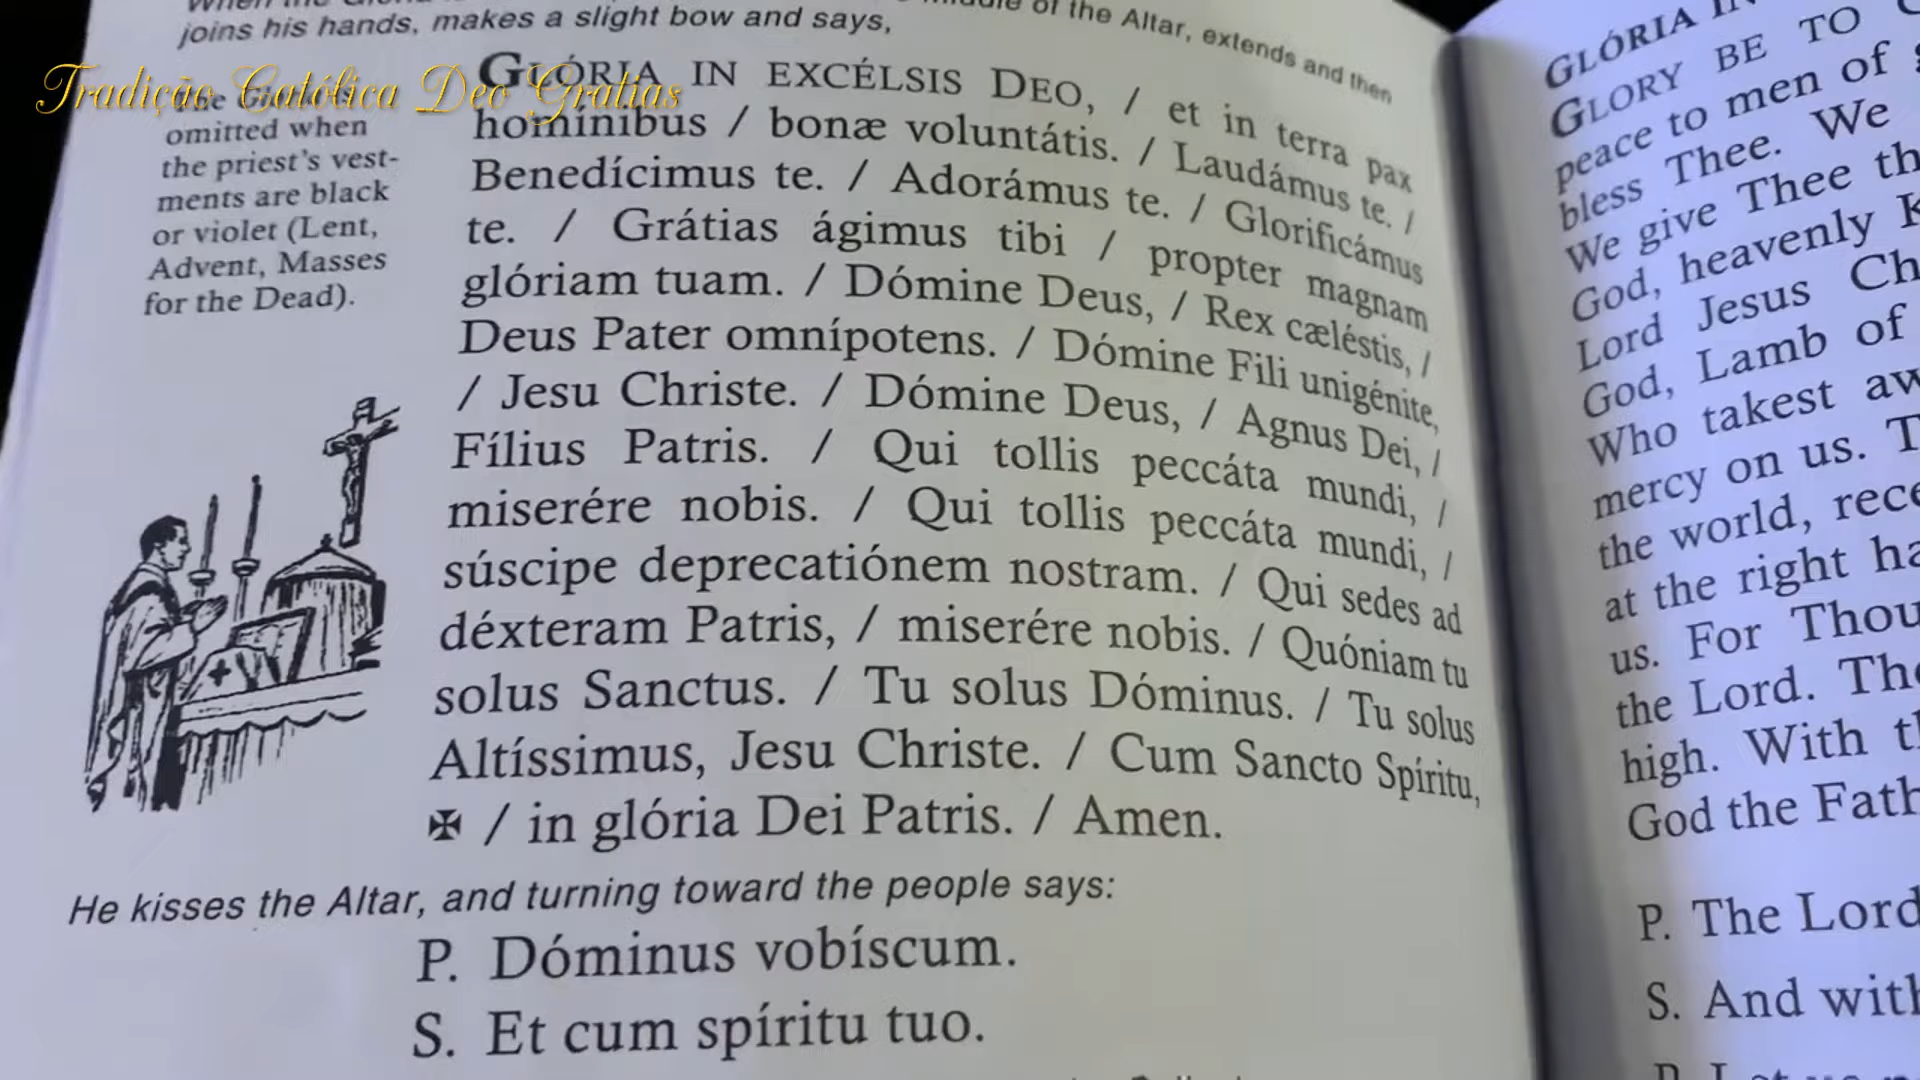 joins his hands, makes a slight bow and says,
of the Altar, extends and then
Tradição Católica Deo Gratias
omitted when
the priest's vest-
ments are black
or violet (Lent,
Advent, Masses
for the Dead).
GLÓRIA IN EXCÉLSIS DEO, / et in terra pax
homínibus / bonæ voluntátis. / Laudámus te. /
Benedícimus te. / Adorámus te. / Glorificámus
te. / Grátias ágimus tibi / propter magnam
glóriam tuam. / Dómine Deus, / Rex cæléstis, /
Deus Pater omnípotens. / Dómine Fili unigénite,
/ Jesu Christe. / Dómine Deus, / Agnus Dei, /
Fílius Patris. / Qui tollis peccáta mundi, /
miserére nobis. / Qui tollis peccáta mundi, /
súscipe deprecatiónem nostram. / Qui sedes ad
déxteram Patris, / miserére nobis. / Quóniam tu
solus Sanctus. / Tu solus Dóminus. / Tu solus
Altíssimus, Jesu Christe. / Cum Sancto Spíritu,
✠ / in glória Dei Patris. / Amen.
He kisses the Altar, and turning toward the people says:
P. Dóminus vobíscum.
S. Et cum spíritu tuo.
GLÓRIA IN
GLORY BE TO
peace to men of
bless Thee. We
We give Thee
God, heavenly
Lord Jesus
God, Lamb of
Who takest
mercy on us.
the world,
at the right
us. For Thou
the Lord.
high. With
God the
P. The Lord
S. And